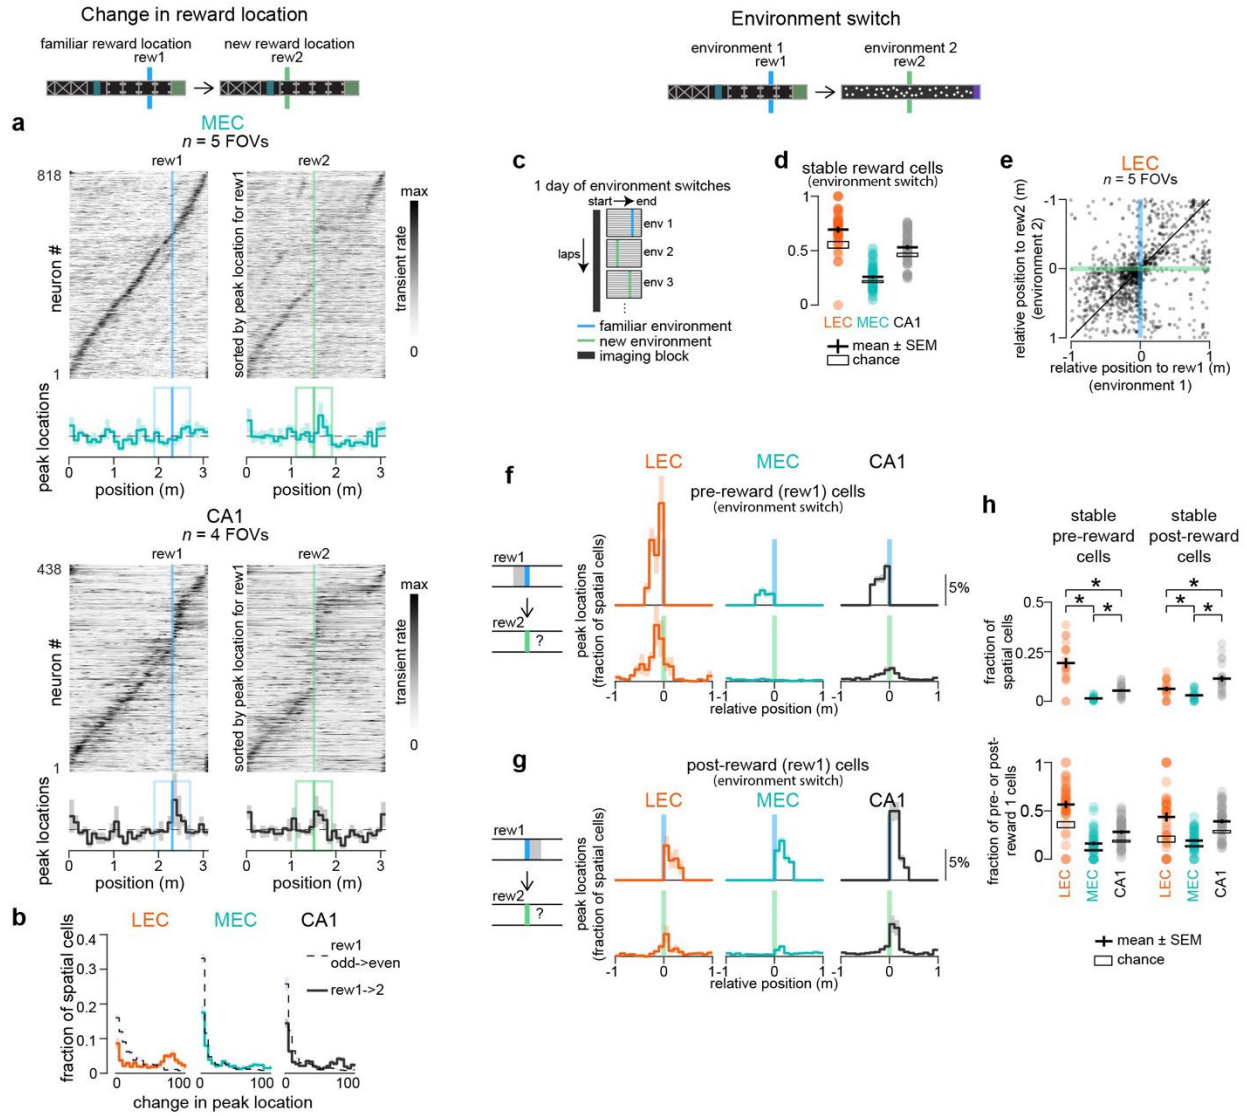 Change in reward location
familiar reward location
rew1
new reward location
rew2
Environment switch
environment 1
rew1
environment 2
rew2
a
MEC
n = 5 FOVs
rew1
rew2
818
neuron #
1
sorted by peak location for rew1
max
transient rate
0
peak locations
0 1 2 3
position (m)
0 1 2 3
position (m)
CA1
n = 4 FOVs
rew1
rew2
438
neuron #
1
sorted by peak location for rew1
max
transient rate
0
peak locations
0 1 2 3
position (m)
0 1 2 3
position (m)
b
LEC
MEC
CA1
fraction of spatial cells
0.4
0.3
0.2
0.1
0
rew1
odd->even
rew1->2
0 100
0 100
0 100
change in peak location
c
1 day of environment switches
start end
laps
env 1
env 2
env 3
familiar environment
new environment
imaging block
d
stable reward cells
(environment switch)
1
0.5
0
LEC MEC CA1
mean ± SEM
chance
e
LEC
n = 5 FOVs
relative position to rew2 (m)
(environment 2)
-1
0
1
-1 0 1
relative position to rew1 (m)
(environment 1)
f
LEC
MEC
CA1
pre-reward (rew1) cells
(environment switch)
rew1
rew2
?
peak locations
(fraction of spatial cells)
5%
-1 0 1
-1 0 1
-1 0 1
relative position (m)
g
post-reward (rew1) cells
(environment switch)
LEC
MEC
CA1
rew1
rew2
?
peak locations
(fraction of spatial cells)
5%
-1 0 1
-1 0 1
-1 0 1
relative position (m)
h
stable
pre-reward
cells
stable
post-reward
cells
*
* *
*
* *
fraction of
spatial cells
0.5
0.25
0
fraction of pre- or post-
reward 1 cells
1
0.5
0
LEC
MEC
CA1
LEC
MEC
CA1
mean ± SEM
chance